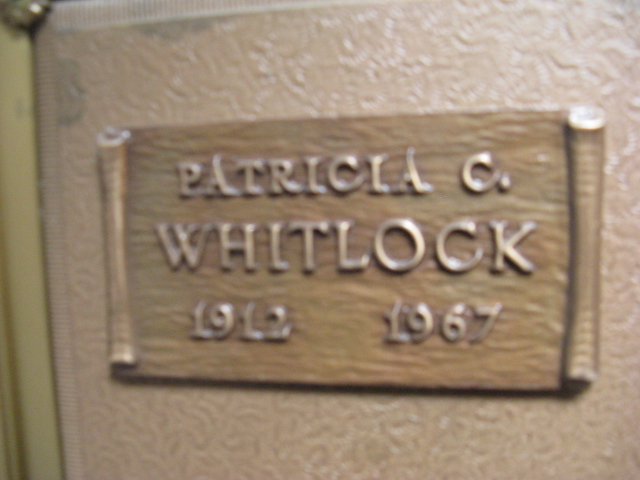 PATRICIA C.
WHITLOCK
1912 1967